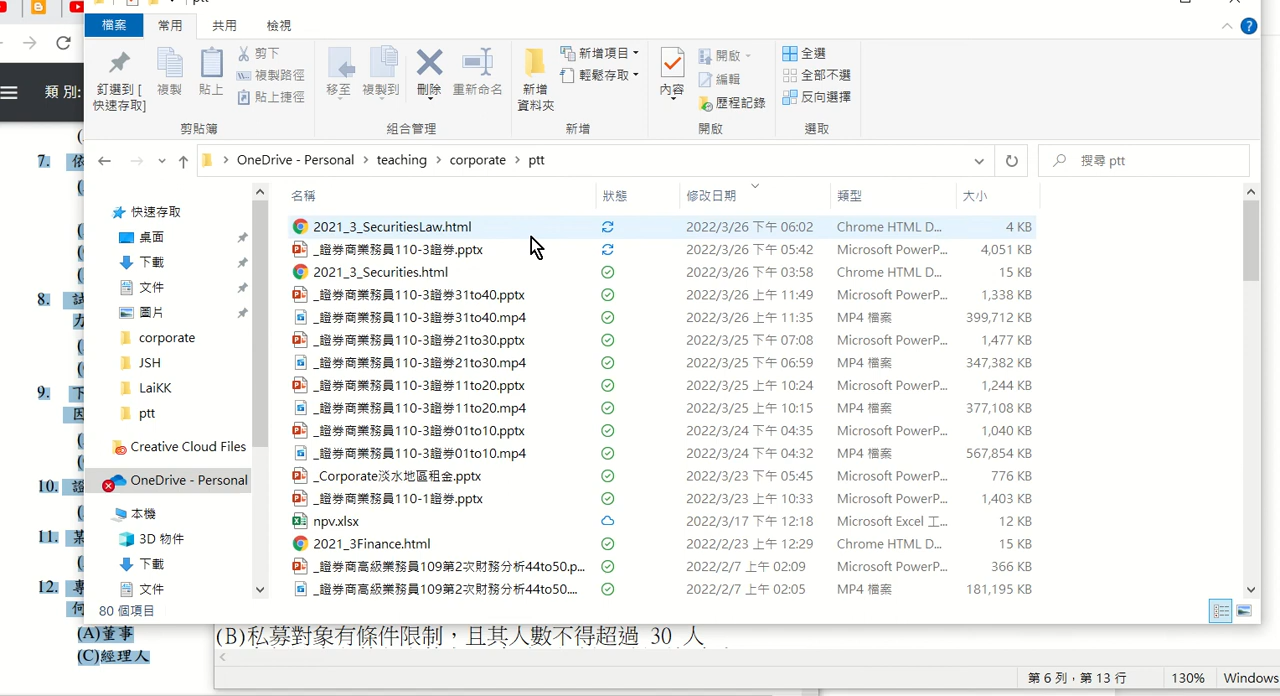 ptt
檔案 常用 共用 檢視
釘選到 [快速存取]
複製
貼上
剪下
複製路徑
貼上捷徑
剪貼簿
移至
複製到
刪除
重新命名
組合管理
新增資料夾
新增項目
輕鬆存取
新增
內容
開啟
編輯
歷程記錄
開啟
全選
全部不選
反向選擇
選取
OneDrive - Personal > teaching > corporate > ptt
搜尋 ptt
類別:
7.
8.
9.
10.
11.
12.
(A)董事
(C)經理人
快速存取
桌面
下載
文件
圖片
corporate
JSH
LaiKK
ptt
Creative Cloud Files
OneDrive - Personal
本機
3D 物件
下載
文件
名稱 狀態 修改日期 類型 大小
2021_3_SecuritiesLaw.html 2022/3/26 下午 06:02 Chrome HTML D... 4 KB
_證券商業務員110-3證券.pptx 2022/3/26 下午 05:42 Microsoft PowerP... 4,051 KB
2021_3_Securities.html 2022/3/26 下午 03:58 Chrome HTML D... 15 KB
_證券商業務員110-3證券31to40.pptx 2022/3/26 上午 11:49 Microsoft PowerP... 1,338 KB
_證券商業務員110-3證券31to40.mp4 2022/3/26 上午 11:35 MP4 檔案 399,712 KB
_證券商業務員110-3證券21to30.pptx 2022/3/25 下午 07:08 Microsoft PowerP... 1,477 KB
_證券商業務員110-3證券21to30.mp4 2022/3/25 下午 06:59 MP4 檔案 347,382 KB
_證券商業務員110-3證券11to20.pptx 2022/3/25 上午 10:24 Microsoft PowerP... 1,244 KB
_證券商業務員110-3證券11to20.mp4 2022/3/25 上午 10:15 MP4 檔案 377,108 KB
_證券商業務員110-3證券01to10.pptx 2022/3/24 下午 04:35 Microsoft PowerP... 1,040 KB
_證券商業務員110-3證券01to10.mp4 2022/3/24 下午 04:32 MP4 檔案 567,854 KB
_Corporate淡水地區租金.pptx 2022/3/23 下午 05:45 Microsoft PowerP... 776 KB
_證券商業務員110-1證券.pptx 2022/3/23 上午 10:33 Microsoft PowerP... 1,403 KB
npv.xlsx 2022/3/17 下午 12:18 Microsoft Excel 工... 12 KB
2021_3Finance.html 2022/2/23 上午 12:29 Chrome HTML D... 15 KB
_證券商高級業務員109第2次財務分析44to50.p... 2022/2/7 上午 02:09 Microsoft PowerP... 366 KB
_證券商高級業務員109第2次財務分析44to50.... 2022/2/7 上午 02:05 MP4 檔案 181,195 KB
80 個項目
(B)私募對象有條件限制，且其人數不得超過 30 人
第 6 列，第 13 行 130% Windows